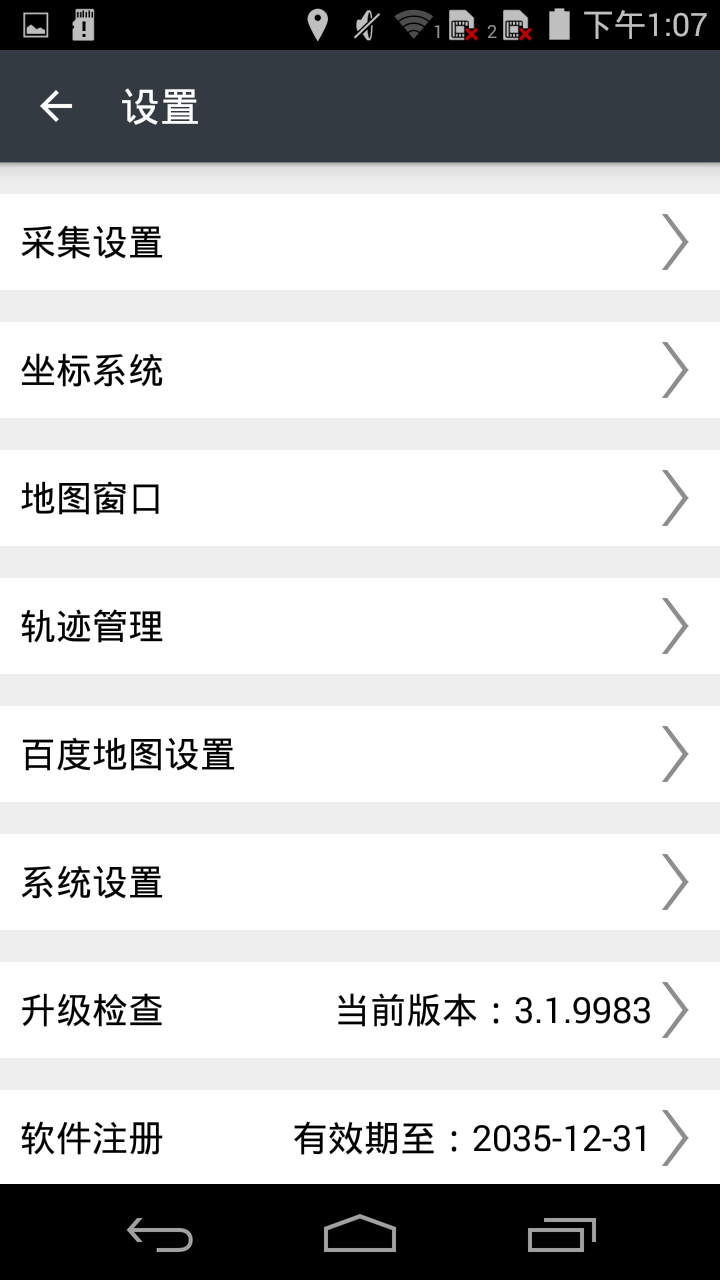 1 2 下午1:07
设置
采集设置
坐标系统
地图窗口
轨迹管理
百度地图设置
系统设置
升级检查 当前版本：3.1.9983
软件注册 有效期至：2035-12-31